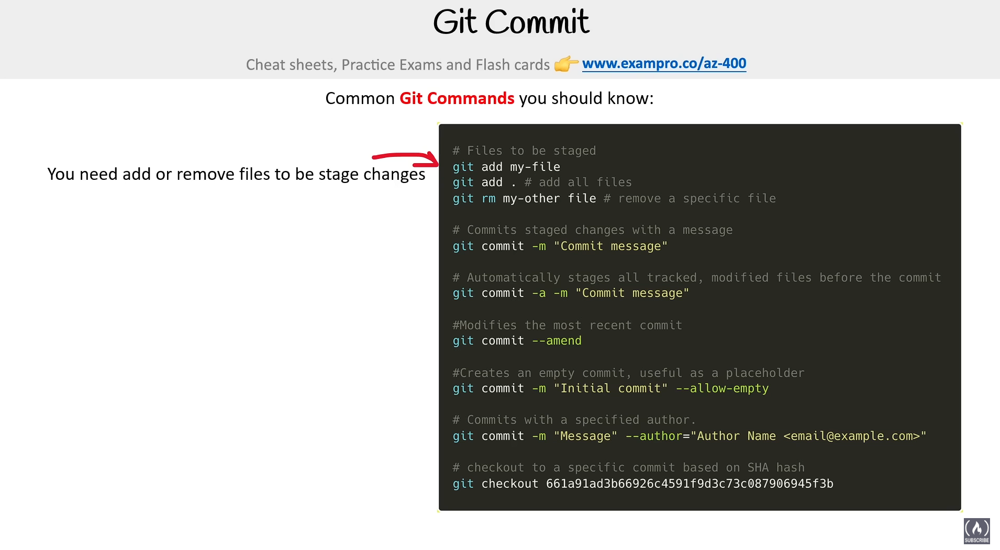 Git Commit
Cheat sheets, Practice Exams and Flash cards 👉 www.exampro.co/az-400
Common Git Commands you should know:
You need add or remove files to be stage changes
# Files to be staged
git add my-file
git add . # add all files
git rm my-other file # remove a specific file
# Commits staged changes with a message
git commit -m "Commit message"
# Automatically stages all tracked, modified files before the commit
git commit -a -m "Commit message"
#Modifies the most recent commit
git commit --amend
#Creates an empty commit, useful as a placeholder
git commit -m "Initial commit" --allow-empty
# Commits with a specified author.
git commit -m "Message" --author="Author Name <email@example.com>"
# checkout to a specific commit based on SHA hash
git checkout 661a91ad3b66926c4591f9d3c73c087906945f3b
SUBSCRIBE